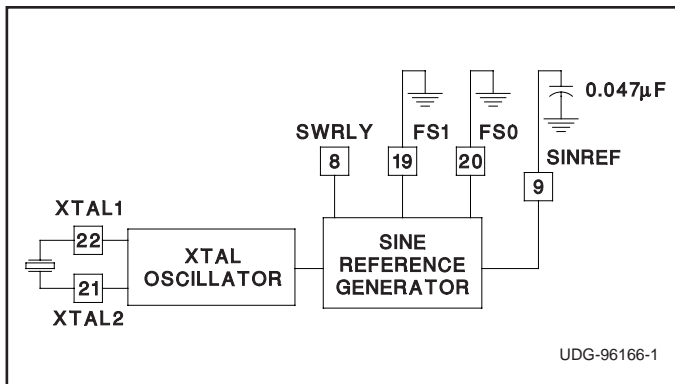 0.047µF
SWRLY FS1 FS0 SINREF
8 19 20 9
XTAL1
22
21
XTAL2
XTAL
OSCILLATOR
SINE
REFERENCE
GENERATOR
UDG-96166-1